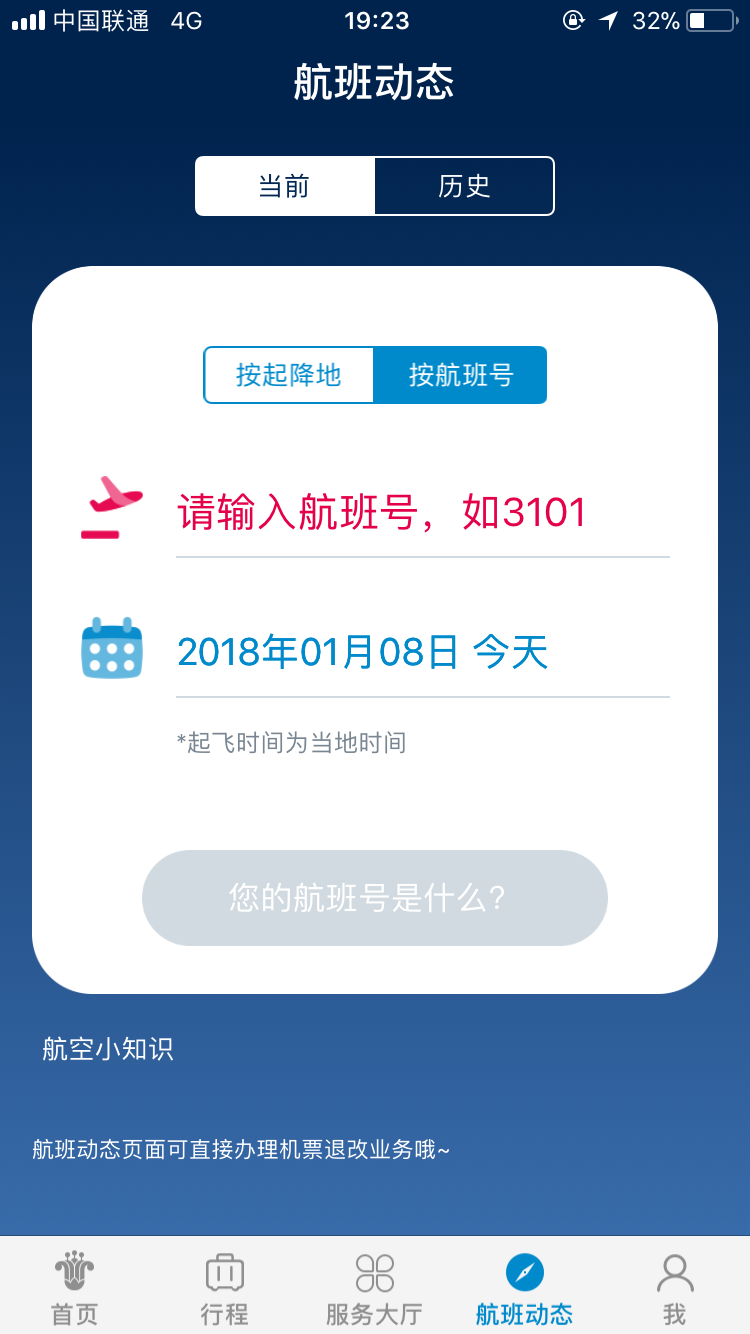 中国联通 4G 19:23 32%
航班动态
当前 历史
按起降地 按航班号
请输入航班号，如3101
2018年01月08日 今天
*起飞时间为当地时间
您的航班号是什么?
航空小知识
航班动态页面可直接办理机票退改业务哦~
首页 行程 服务大厅 航班动态 我